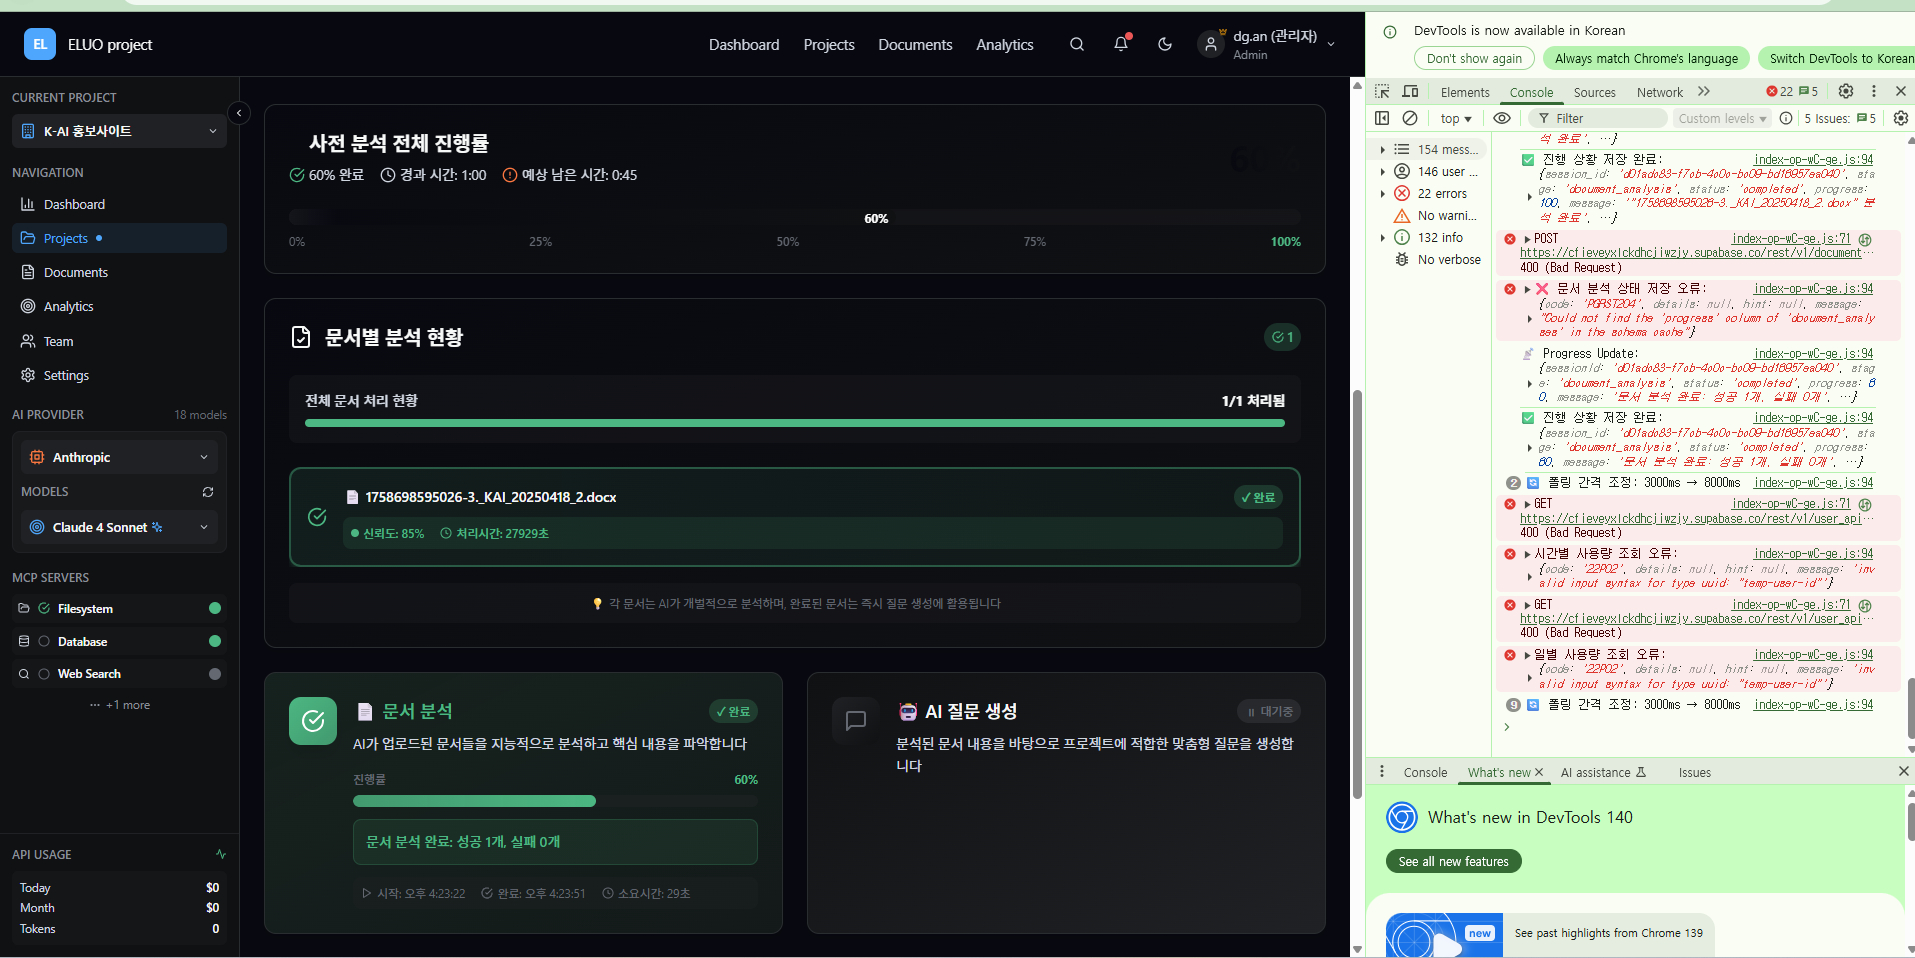 EL ELUO project
Dashboard Projects Documents Analytics
dg.an (관리자)
Admin
CURRENT PROJECT
K-AI 홍보사이트
NAVIGATION
Dashboard
Projects
Documents
Analytics
Team
Settings
AI PROVIDER 18 models
Anthropic
MODELS
Claude 4 Sonnet
MCP SERVERS
Filesystem
Database
Web Search
··· +1 more
API USAGE
Today $0
Month $0
Tokens 0
사전 분석 전체 진행률
60% 완료 경과 시간: 1:00 예상 남은 시간: 0:45
60%
0% 25% 50% 75% 100%
문서별 분석 현황
1
전체 문서 처리 현황 1/1 처리됨
1758698595026-3._KAI_20250418_2.docx
✓ 완료
신뢰도: 85% 처리시간: 27929초
각 문서는 AI가 개별적으로 분석하며, 완료된 문서는 즉시 질문 생성에 활용됩니다
문서 분석
✓ 완료
AI가 업로드된 문서들을 지능적으로 분석하고 핵심 내용을 파악합니다
진행률 60%
문서 분석 완료: 성공 1개, 실패 0개
시작: 오후 4:23:22 완료: 오후 4:23:51 소요시간: 29초
AI 질문 생성
대기중
분석된 문서 내용을 바탕으로 프로젝트에 적합한 맞춤형 질문을 생성합
니다
DevTools is now available in Korean
Don't show again Always match Chrome's language Switch DevTools to Korean
Elements Console Sources Network 22 5
top Filter Custom levels 5 Issues: 5
154 mess...
146 user ...
22 errors
No warni...
132 info
No verbose
석 완료', …}
진행 상황 저장 완료: index-op-wC-ge.js:94
100, message: '"1758698595026-3._KAI_20250418_2.docx" 분
석 완료', …}
POST index-op-wC-ge.js:71
https://cfieveyxlckdhcjiwzjy.supabase.co/rest/v1/document…
400 (Bad Request)
문서 분석 상태 저장 오류: index-op-wC-ge.js:94
{code: 'PGRST204', details: null, hint: null, message:
"Could not find the 'progress' column of 'document_analy
ses' in the schema cache"}
Progress Update: index-op-wC-ge.js:94
e: 'document_analysis', status: 'completed', progress: 6
0, message: '문서 분석 완료: 성공 1개, 실패 0개', …}
진행 상황 저장 완료: index-op-wC-ge.js:94
ge: 'document_analysis', status: 'completed', progress:
60, message: '문서 분석 완료: 성공 1개, 실패 0개', …}
2 폴링 간격 조정: 3000ms → 8000ms index-op-wC-ge.js:94
GET index-op-wC-ge.js:71
https://cfieveyxlckdhcjiwzjy.supabase.co/rest/v1/user_api…
400 (Bad Request)
시간별 사용량 조회 오류: index-op-wC-ge.js:94
{code: '22P02', details: null, hint: null, message: 'inv
alid input syntax for type uuid: "temp-user-id"'}
GET index-op-wC-ge.js:71
https://cfieveyxlckdhcjiwzjy.supabase.co/rest/v1/user_api…
400 (Bad Request)
일별 사용량 조회 오류: index-op-wC-ge.js:94
{code: '22P02', details: null, hint: null, message: 'inv
alid input syntax for type uuid: "temp-user-id"'}
9 폴링 간격 조정: 3000ms → 8000ms index-op-wC-ge.js:94
Console What's new AI assistance Issues
What's new in DevTools 140
See all new features
new
See past highlights from Chrome 139